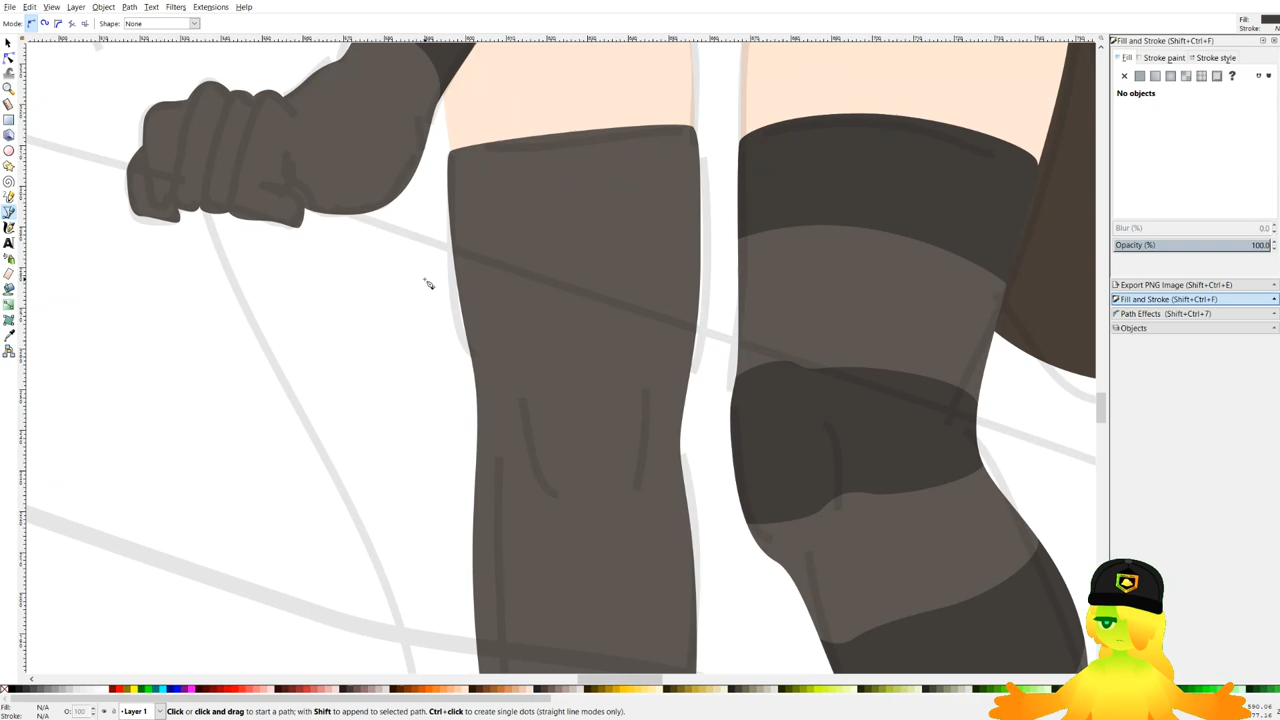 File Edit View Layer Object Path Text Filters Extensions Help
Mode: Shape: None
Fill:
Stroke:
Fill and Stroke (Shift+Ctrl+F)
Fill Stroke paint Stroke style
No objects
Blur (%) 0.0
Opacity (%) 100.0
Export PNG Image (Shift+Ctrl+E)
Fill and Stroke (Shift+Ctrl+F)
Path Effects (Shift+Ctrl+7)
Objects
Fill: N/A
Stroke: N/A
O: 100
Layer 1
Click or click and drag to start a path; with Shift to append to selected path. Ctrl+click to create single dots (straight line modes only).